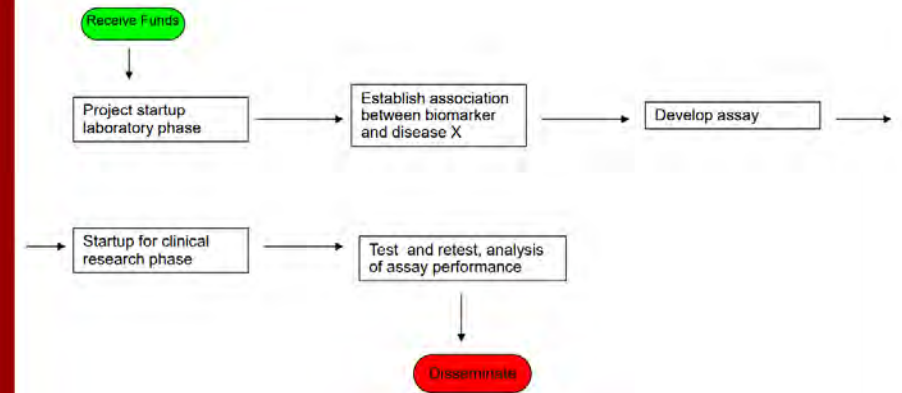 Receive Funds
Project startup
laboratory phase
Establish association
between biomarker
and disease X
Develop assay
Startup for clinical
research phase
Test and retest, analysis
of assay performance
Disseminate